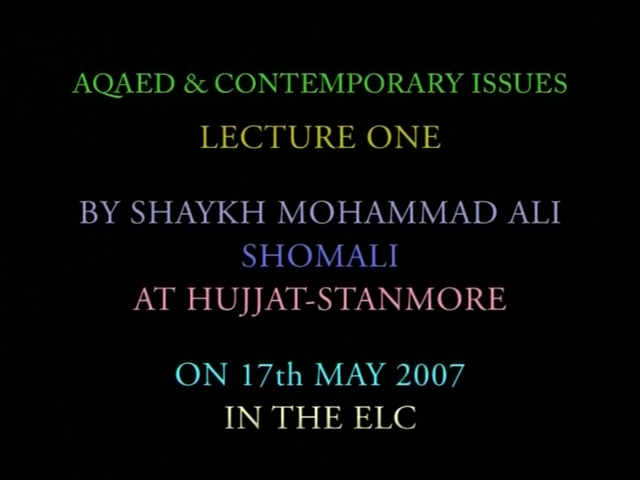 AQAED & CONTEMPORARY ISSUES
LECTURE ONE
BY SHAYKH MOHAMMAD ALI
SHOMALI
AT HUJJAT-STANMORE
ON 17th MAY 2007
IN THE ELC